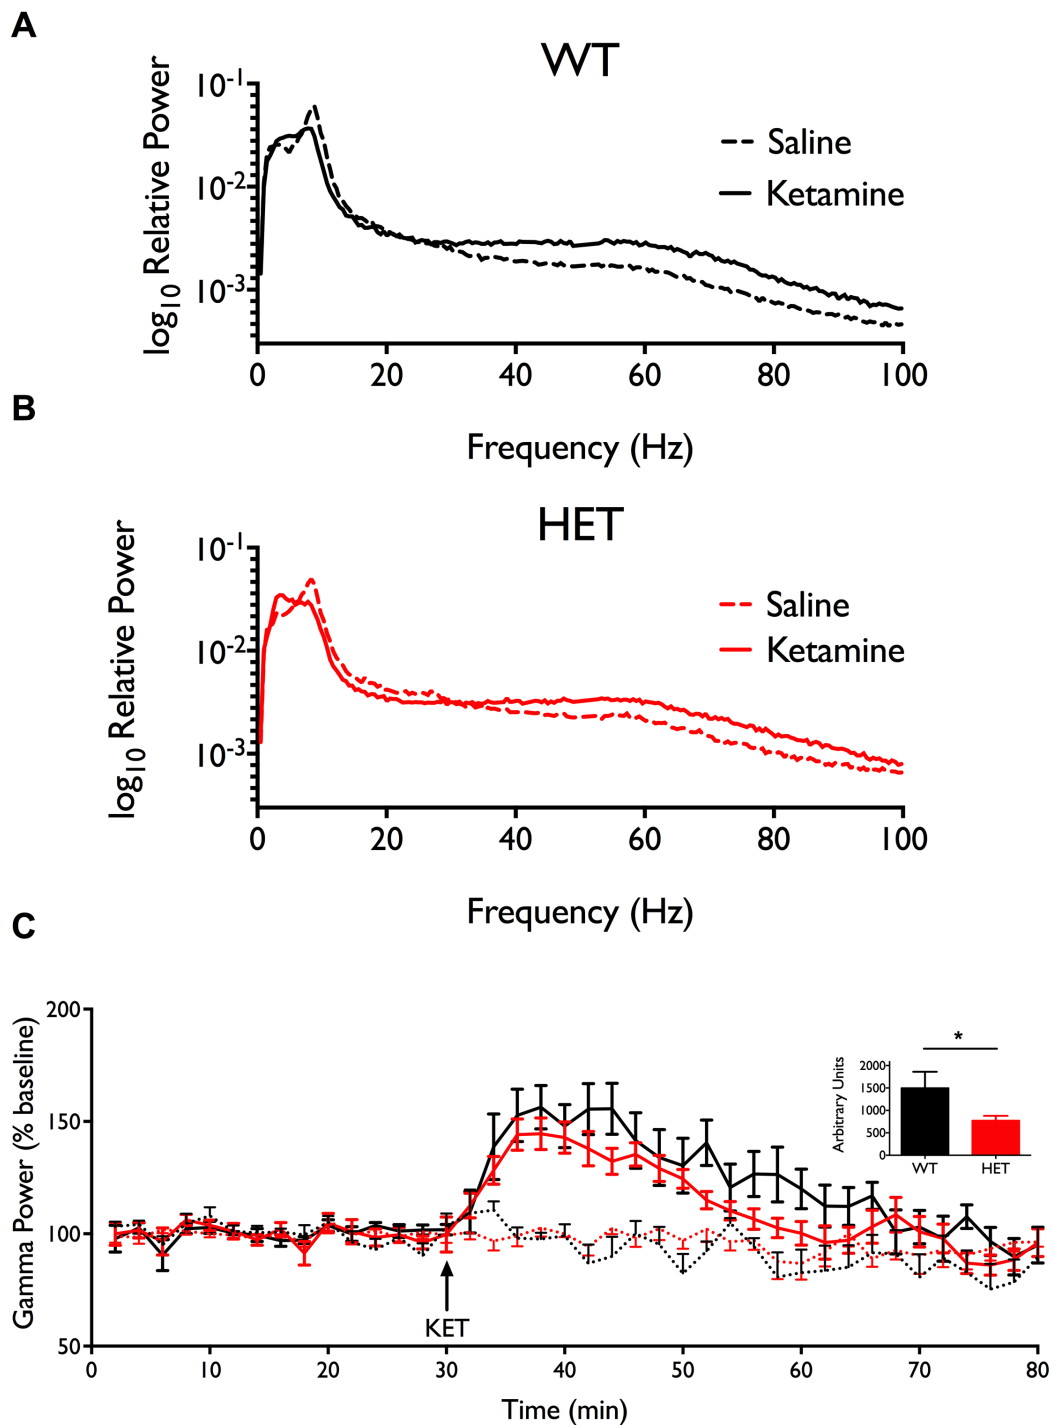 A
WT
log10 Relative Power
10-1
10-2
10-3
Saline
Ketamine
0 20 40 60 80 100
Frequency (Hz)
B
HET
log10 Relative Power
10-1
10-2
10-3
Saline
Ketamine
0 20 40 60 80 100
Frequency (Hz)
C
Gamma Power (% baseline)
200
150
100
50
KET
Arbitrary Units
2000
1500
1000
500
0
*
WT HET
0 10 20 30 40 50 60 70 80
Time (min)